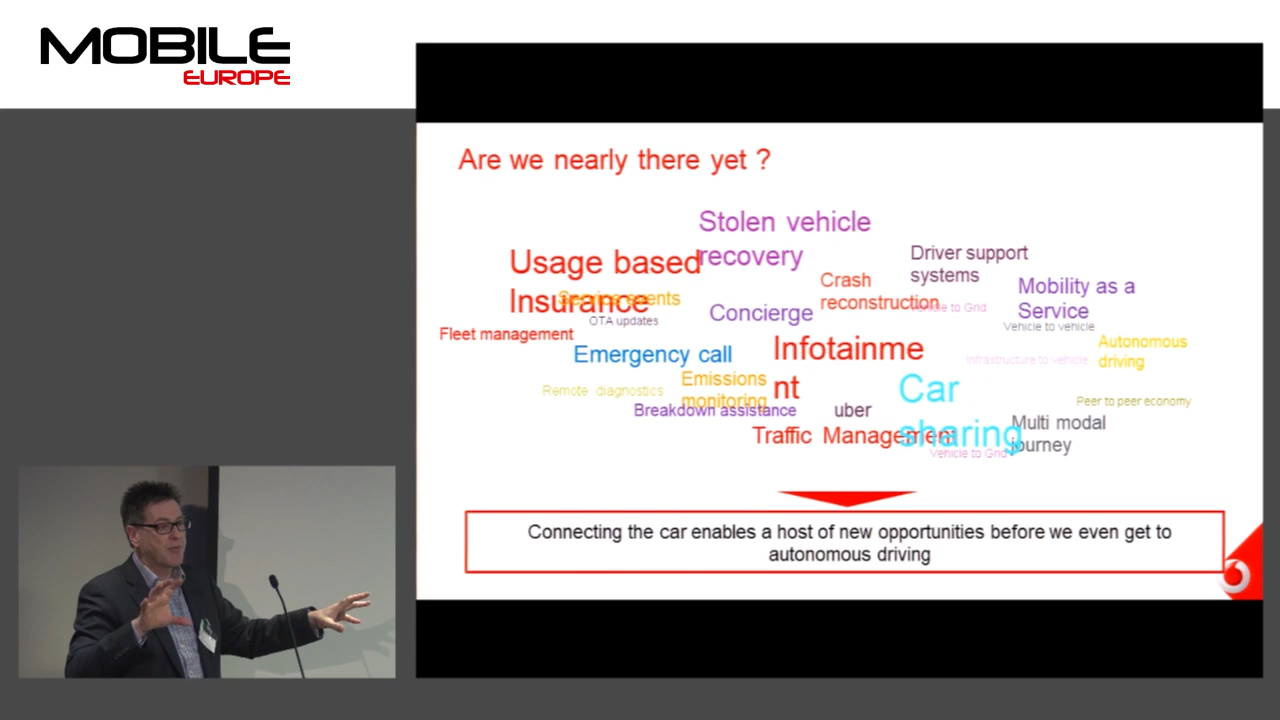 MOBILE
EUROPE
Are we nearly there yet ?
Stolen vehicle
recovery
Usage based
Insurance
Service events
OTA updates
Fleet management
Driver support
systems
Crash
reconstruction
Vehicle to Grid
Mobility as a
Service
Vehicle to vehicle
Concierge
Emergency call
Infotainme
nt
Infrastructure to vehicle
Autonomous
driving
Remote diagnostics
Emissions
monitoring
Breakdown assistance
uber
Car
sharing
Peer to peer economy
Traffic Management
Multi modal
journey
Vehicle to Grid
Connecting the car enables a host of new opportunities before we even get to
autonomous driving